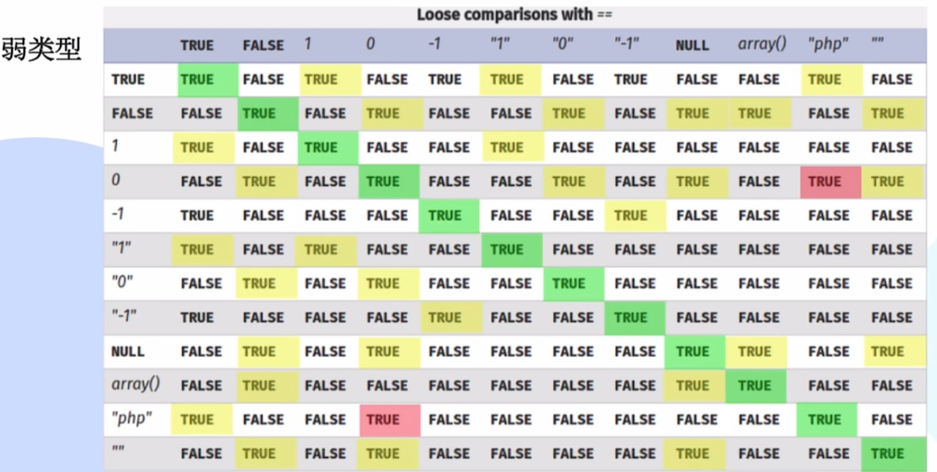 Loose comparisons with ==
弱类型
TRUE FALSE 1 0 -1 "1" "0" "-1" NULL array() "php" ""
TRUE TRUE FALSE TRUE FALSE TRUE TRUE FALSE TRUE FALSE FALSE TRUE FALSE
FALSE FALSE TRUE FALSE TRUE FALSE FALSE TRUE FALSE TRUE TRUE FALSE TRUE
1 TRUE FALSE TRUE FALSE FALSE TRUE FALSE FALSE FALSE FALSE FALSE FALSE
0 FALSE TRUE FALSE TRUE FALSE FALSE TRUE FALSE TRUE FALSE TRUE TRUE
-1 TRUE FALSE FALSE FALSE TRUE FALSE FALSE TRUE FALSE FALSE FALSE FALSE
"1" TRUE FALSE TRUE FALSE FALSE TRUE FALSE FALSE FALSE FALSE FALSE FALSE
"0" FALSE TRUE FALSE TRUE FALSE FALSE TRUE FALSE FALSE FALSE FALSE FALSE
"-1" TRUE FALSE FALSE FALSE TRUE FALSE FALSE TRUE FALSE FALSE FALSE FALSE
NULL FALSE TRUE FALSE TRUE FALSE FALSE FALSE FALSE TRUE TRUE FALSE TRUE
array() FALSE TRUE FALSE FALSE FALSE FALSE FALSE FALSE TRUE TRUE FALSE FALSE
"php" TRUE FALSE FALSE TRUE FALSE FALSE FALSE FALSE FALSE FALSE TRUE FALSE
"" FALSE TRUE FALSE TRUE FALSE FALSE FALSE FALSE TRUE FALSE FALSE TRUE